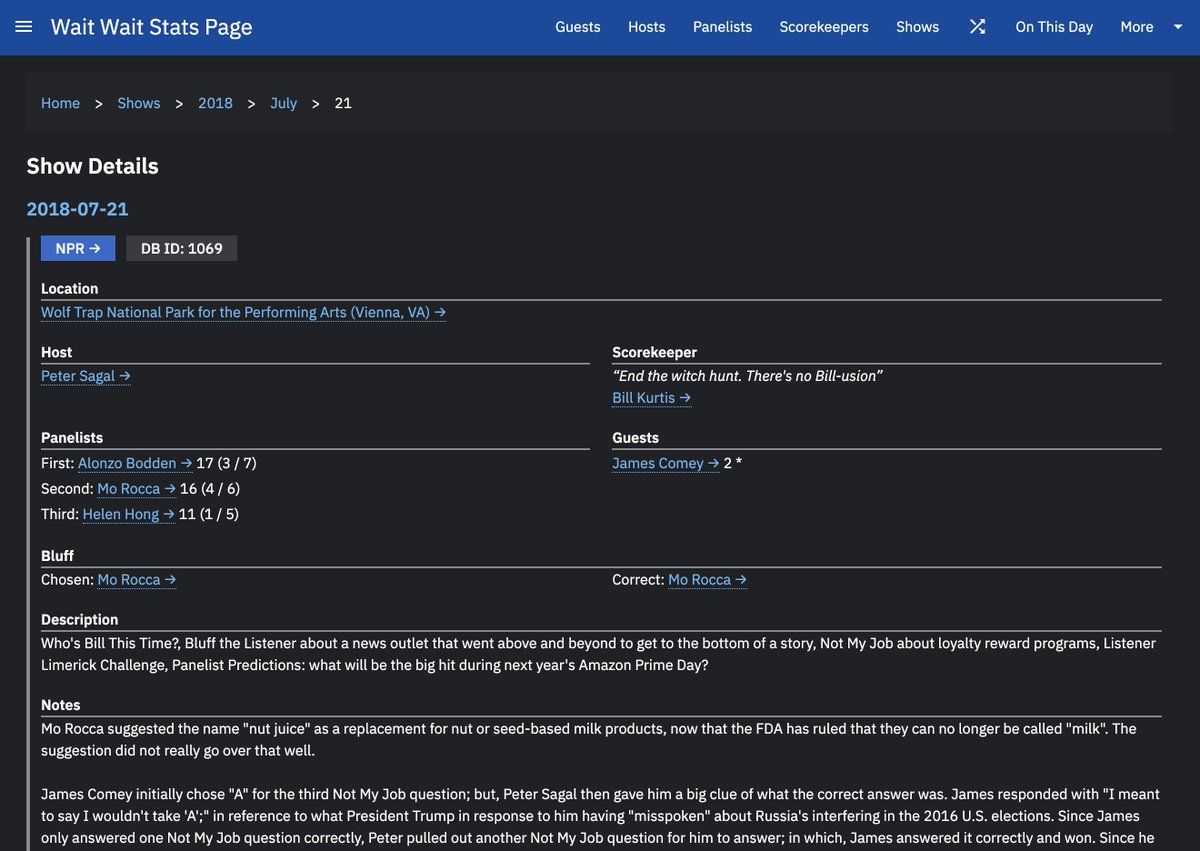 Wait Wait Stats Page
Guests Hosts Panelists Scorekeepers Shows On This Day More
Home > Shows > 2018 > July > 21
Show Details
2018-07-21
NPR → DB ID: 1069
Location
Wolf Trap National Park for the Performing Arts (Vienna, VA) →
Host
Peter Sagal →
Scorekeeper
“End the witch hunt. There's no Bill-usion”
Bill Kurtis →
Panelists
First: Alonzo Bodden → 17 (3 / 7)
Second: Mo Rocca → 16 (4 / 6)
Third: Helen Hong → 11 (1 / 5)
Guests
James Comey → 2 *
Bluff
Chosen: Mo Rocca →
Correct: Mo Rocca →
Description
Who's Bill This Time?, Bluff the Listener about a news outlet that went above and beyond to get to the bottom of a story, Not My Job about loyalty reward programs, Listener
Limerick Challenge, Panelist Predictions: what will be the big hit during next year's Amazon Prime Day?
Notes
Mo Rocca suggested the name "nut juice" as a replacement for nut or seed-based milk products, now that the FDA has ruled that they can no longer be called "milk". The
suggestion did not really go over that well.
James Comey initially chose "A" for the third Not My Job question; but, Peter Sagal then gave him a big clue of what the correct answer was. James responded with "I meant
to say I wouldn't take 'A';" in reference to what President Trump in response to him having "misspoken" about Russia's interfering in the 2016 U.S. elections. Since James
only answered one Not My Job question correctly, Peter pulled out another Not My Job question for him to answer; in which, James answered it correctly and won. Since he